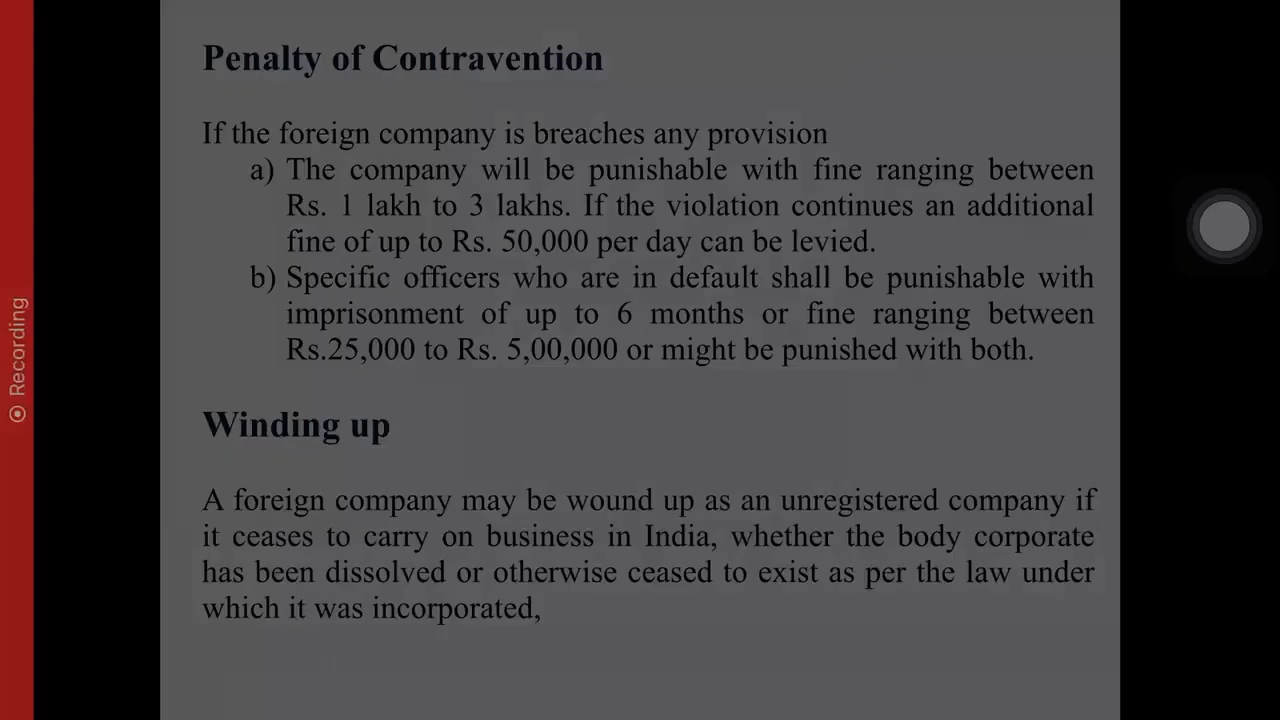 Penalty of Contravention
If the foreign company is breaches any provision
a) The company will be punishable with fine ranging between
Rs. 1 lakh to 3 lakhs. If the violation continues an additional
fine of up to Rs. 50,000 per day can be levied.
b) Specific officers who are in default shall be punishable with
imprisonment of up to 6 months or fine ranging between
Rs.25,000 to Rs. 5,00,000 or might be punished with both.
Winding up
A foreign company may be wound up as an unregistered company if
it ceases to carry on business in India, whether the body corporate
has been dissolved or otherwise ceased to exist as per the law under
which it was incorporated,
Recording